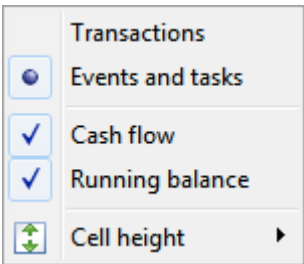 Transactions
Events and tasks
Cash flow
Running balance
Cell height